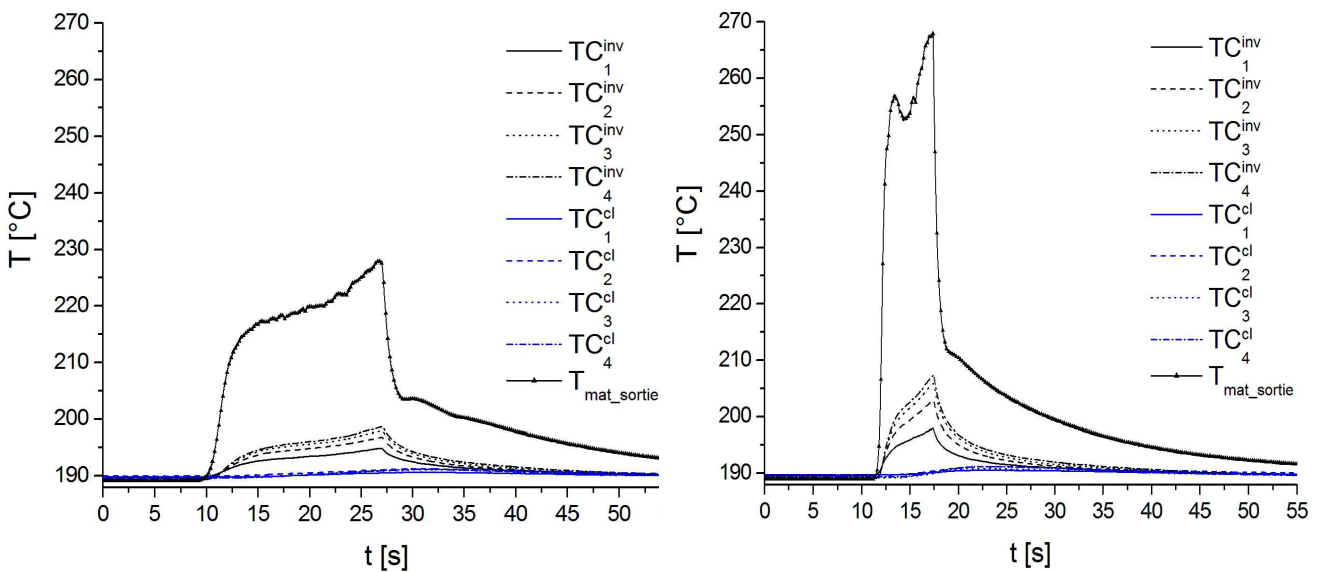 270
260
250
240
230
220
210
200
190
T [°C]
0 5 10 15 20 25 30 35 40 45 50
t [s]
TC1inv
TC2inv
TC3inv
TC4inv
TC1cl
TC2cl
TC3cl
TC4cl
Tmat_sortie
270
260
250
240
230
220
210
200
190
T [°C]
0 5 10 15 20 25 30 35 40 45 50 55
t [s]
TC1inv
TC2inv
TC3inv
TC4inv
TC1cl
TC2cl
TC3cl
TC4cl
Tmat_sortie